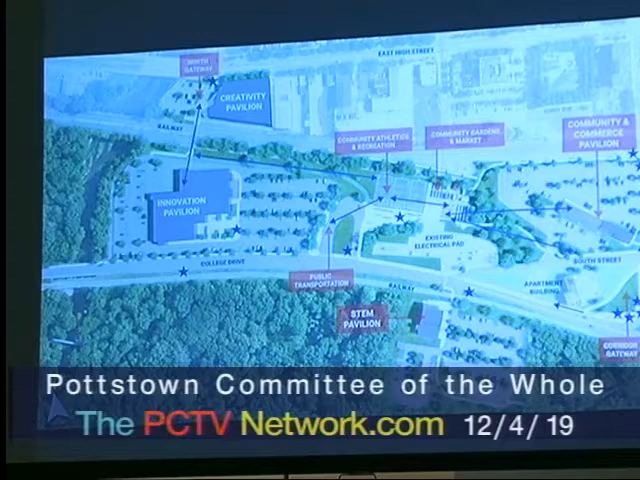 EAST HIGH STREET
NORTH
GATEWAY
CREATIVITY
PAVILION
RAILWAY
COMMUNITY ATHLETICS
& RECREATION
COMMUNITY GARDENS
& MARKET
COMMUNITY &
COMMERCE
PAVILION
INNOVATION
PAVILION
EXISTING
ELECTRICAL PAD
COLLEGE DRIVE
SOUTH STREET
PUBLIC
TRANSPORTATION
RAILWAY
APARTMENT
BUILDING
STEM
PAVILION
CORRIDOR
GATEWAY
Pottstown Committee of the Whole
The PCTV Network.com 12/4/19